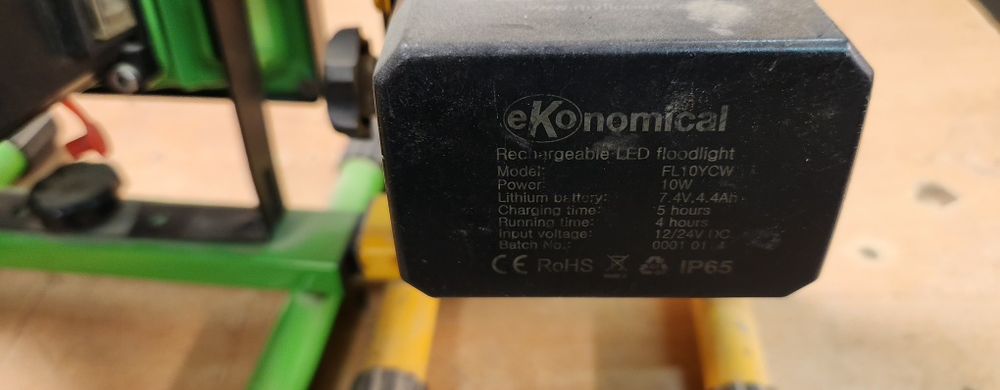 eKonomical
Rechargeable LED floodlight
Model: FL10YCW
Power: 10W
Lithium battery: 7.4V,4.4Ah
Charging time: 5 hours
Running time: 4 hours
Input voltage: 12/24V DC
Batch No.: 0001
CE RoHS IP65